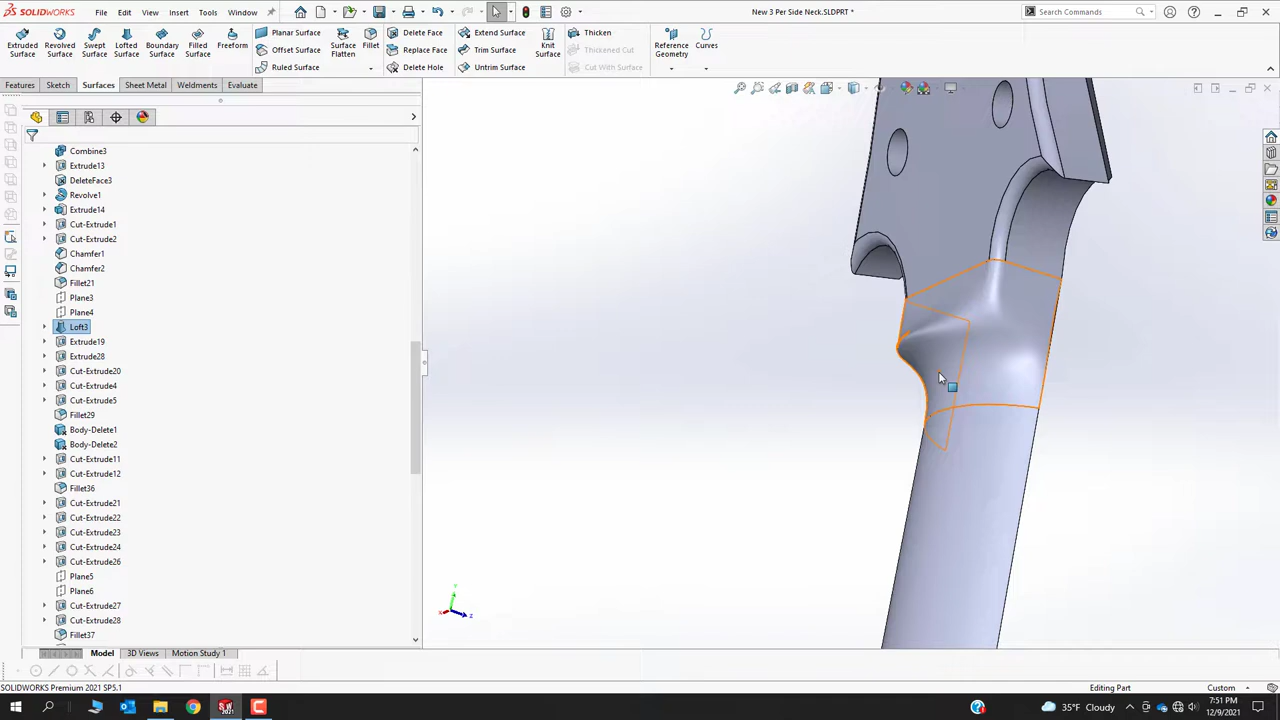 SOLIDWORKS File Edit View Insert Tools Window New 3 Per Side Neck.SLDPRT * Search Commands
Extruded Surface
Revolved Surface
Swept Surface
Lofted Surface
Boundary Surface
Filled Surface
Freeform
Planar Surface
Offset Surface
Ruled Surface
Surface Flatten
Fillet
Delete Face
Replace Face
Delete Hole
Extend Surface
Trim Surface
Untrim Surface
Knit Surface
Thicken
Thickened Cut
Cut With Surface
Reference Geometry
Curves
Features Sketch Surfaces Sheet Metal Weldments Evaluate
Combine3
Extrude13
DeleteFace3
Revolve1
Extrude14
Cut-Extrude1
Cut-Extrude2
Chamfer1
Chamfer2
Fillet21
Plane3
Plane4
Loft3
Extrude19
Extrude28
Cut-Extrude20
Cut-Extrude4
Cut-Extrude5
Fillet29
Body-Delete1
Body-Delete2
Cut-Extrude11
Cut-Extrude12
Fillet36
Cut-Extrude21
Cut-Extrude22
Cut-Extrude23
Cut-Extrude24
Cut-Extrude26
Plane5
Plane6
Cut-Extrude27
Cut-Extrude28
Fillet37
Y
X
Z
Model 3D Views Motion Study 1
SOLIDWORKS Premium 2021 SP5.1 Editing Part Custom
35°F Cloudy 7:51 PM
12/9/2021